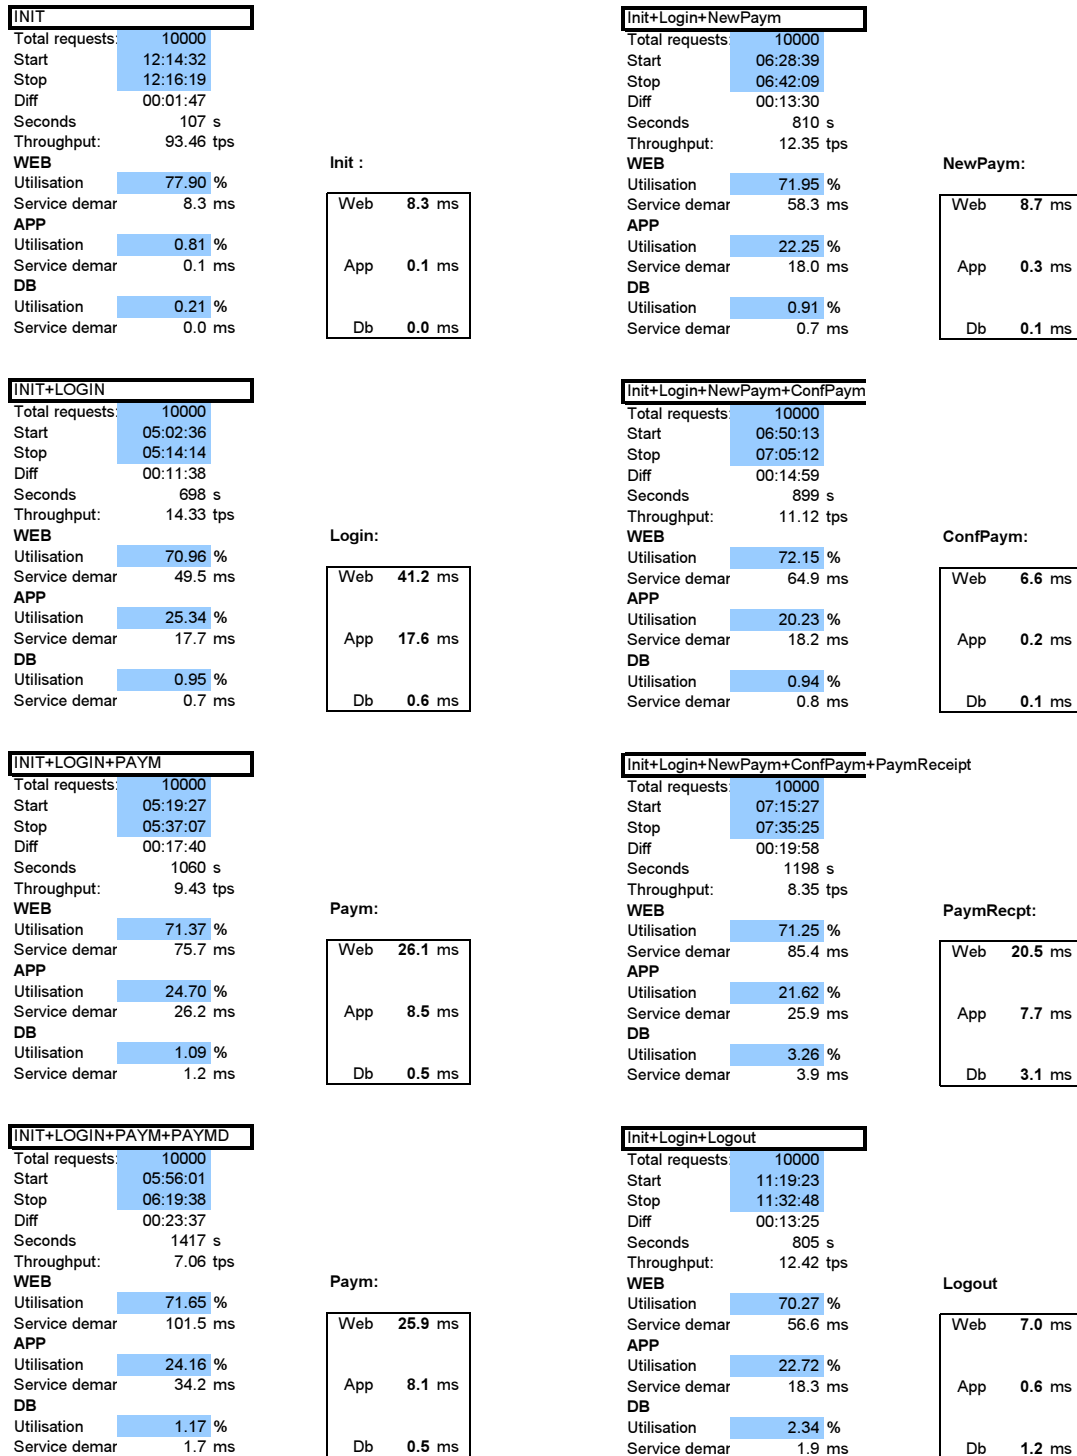 INIT
Total requests: 10000
Start 12:14:32
Stop 12:16:19
Diff 00:01:47
Seconds 107 s
Throughput: 93.46 tps
WEB
Utilisation 77.90 %
Service demar 8.3 ms
APP
Utilisation 0.81 %
Service demar 0.1 ms
DB
Utilisation 0.21 %
Service demar 0.0 ms
Init :
Web 8.3 ms
App 0.1 ms
Db 0.0 ms
Init+Login+NewPaym
Total requests: 10000
Start 06:28:39
Stop 06:42:09
Diff 00:13:30
Seconds 810 s
Throughput: 12.35 tps
WEB
Utilisation 71.95 %
Service demar 58.3 ms
APP
Utilisation 22.25 %
Service demar 18.0 ms
DB
Utilisation 0.91 %
Service demar 0.7 ms
NewPaym:
Web 8.7 ms
App 0.3 ms
Db 0.1 ms
INIT+LOGIN
Total requests: 10000
Start 05:02:36
Stop 05:14:14
Diff 00:11:38
Seconds 698 s
Throughput: 14.33 tps
WEB
Utilisation 70.96 %
Service demar 49.5 ms
APP
Utilisation 25.34 %
Service demar 17.7 ms
DB
Utilisation 0.95 %
Service demar 0.7 ms
Login:
Web 41.2 ms
App 17.6 ms
Db 0.6 ms
Init+Login+NewPaym+ConfPaym
Total requests: 10000
Start 06:50:13
Stop 07:05:12
Diff 00:14:59
Seconds 899 s
Throughput: 11.12 tps
WEB
Utilisation 72.15 %
Service demar 64.9 ms
APP
Utilisation 20.23 %
Service demar 18.2 ms
DB
Utilisation 0.94 %
Service demar 0.8 ms
ConfPaym:
Web 6.6 ms
App 0.2 ms
Db 0.1 ms
INIT+LOGIN+PAYM
Total requests: 10000
Start 05:19:27
Stop 05:37:07
Diff 00:17:40
Seconds 1060 s
Throughput: 9.43 tps
WEB
Utilisation 71.37 %
Service demar 75.7 ms
APP
Utilisation 24.70 %
Service demar 26.2 ms
DB
Utilisation 1.09 %
Service demar 1.2 ms
Paym:
Web 26.1 ms
App 8.5 ms
Db 0.5 ms
Init+Login+NewPaym+ConfPaym+PaymReceipt
Total requests: 10000
Start 07:15:27
Stop 07:35:25
Diff 00:19:58
Seconds 1198 s
Throughput: 8.35 tps
WEB
Utilisation 71.25 %
Service demar 85.4 ms
APP
Utilisation 21.62 %
Service demar 25.9 ms
DB
Utilisation 3.26 %
Service demar 3.9 ms
PaymRecpt:
Web 20.5 ms
App 7.7 ms
Db 3.1 ms
INIT+LOGIN+PAYM+PAYMD
Total requests: 10000
Start 05:56:01
Stop 06:19:38
Diff 00:23:37
Seconds 1417 s
Throughput: 7.06 tps
WEB
Utilisation 71.65 %
Service demar 101.5 ms
APP
Utilisation 24.16 %
Service demar 34.2 ms
DB
Utilisation 1.17 %
Service demar 1.7 ms
Paym:
Web 25.9 ms
App 8.1 ms
Db 0.5 ms
Init+Login+Logout
Total requests: 10000
Start 11:19:23
Stop 11:32:48
Diff 00:13:25
Seconds 805 s
Throughput: 12.42 tps
WEB
Utilisation 70.27 %
Service demar 56.6 ms
APP
Utilisation 22.72 %
Service demar 18.3 ms
DB
Utilisation 2.34 %
Service demar 1.9 ms
Logout
Web 7.0 ms
App 0.6 ms
Db 1.2 ms